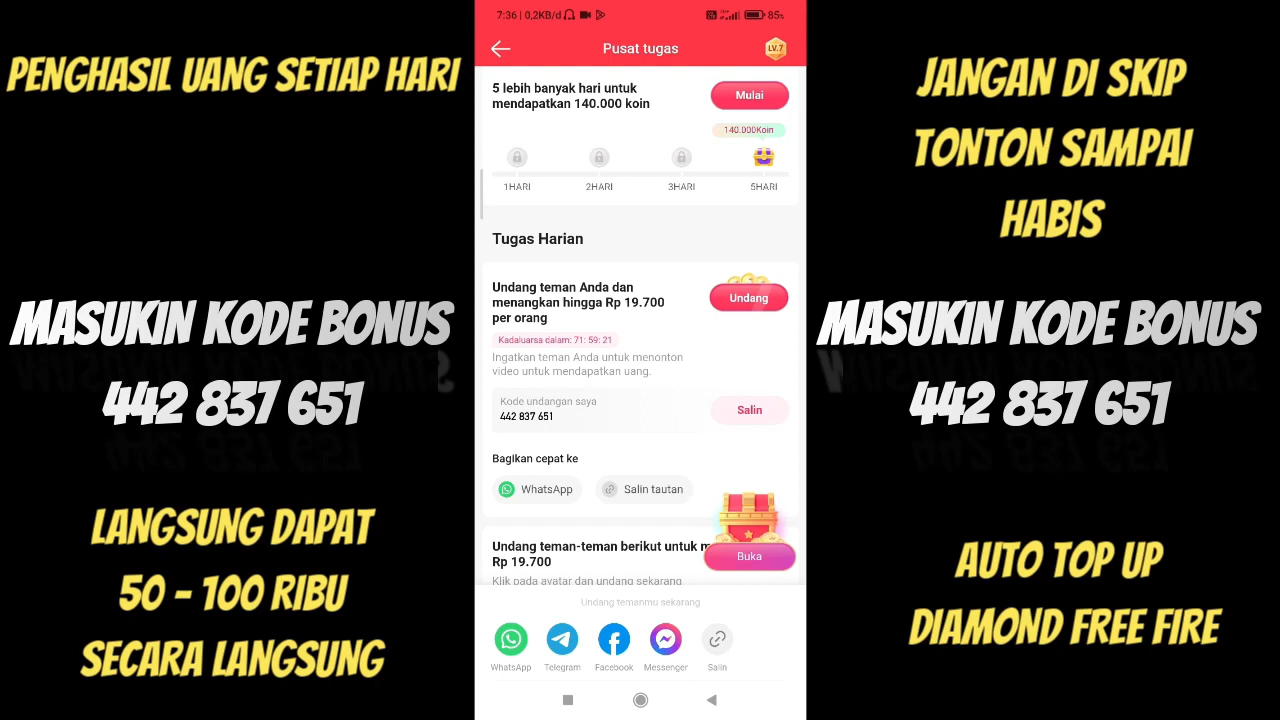 PENGHASIL UANG SETIAP HARI
MASUKIN KODE BONUS
442 837 651
LANGSUNG DAPAT
50 - 100 RIBU
SECARA LANGSUNG
7:36 | 0,2KB/d
85%
Pusat tugas
LV.7
5 lebih banyak hari untuk
mendapatkan 140.000 koin
Mulai
140.000Koin
1HARI 2HARI 3HARI 5HARI
Tugas Harian
Undang teman Anda dan
menangkan hingga Rp 19.700
per orang
Undang
Kadaluarsa dalam: 71: 59: 21
Ingatkan teman Anda untuk menonton
video untuk mendapatkan uang.
Kode undangan saya
442 837 651
Salin
Bagikan cepat ke
WhatsApp Salin tautan
Undang teman-teman berikut untuk m
Rp 19.700
Buka
Klik pada avatar dan undang sekarang
Undang temanmu sekarang
WhatsApp Telegram Facebook Messenger Salin
JANGAN DI SKIP
TONTON SAMPAI
HABIS
MASUKIN KODE BONUS
442 837 651
AUTO TOP UP
DIAMOND FREE FIRE